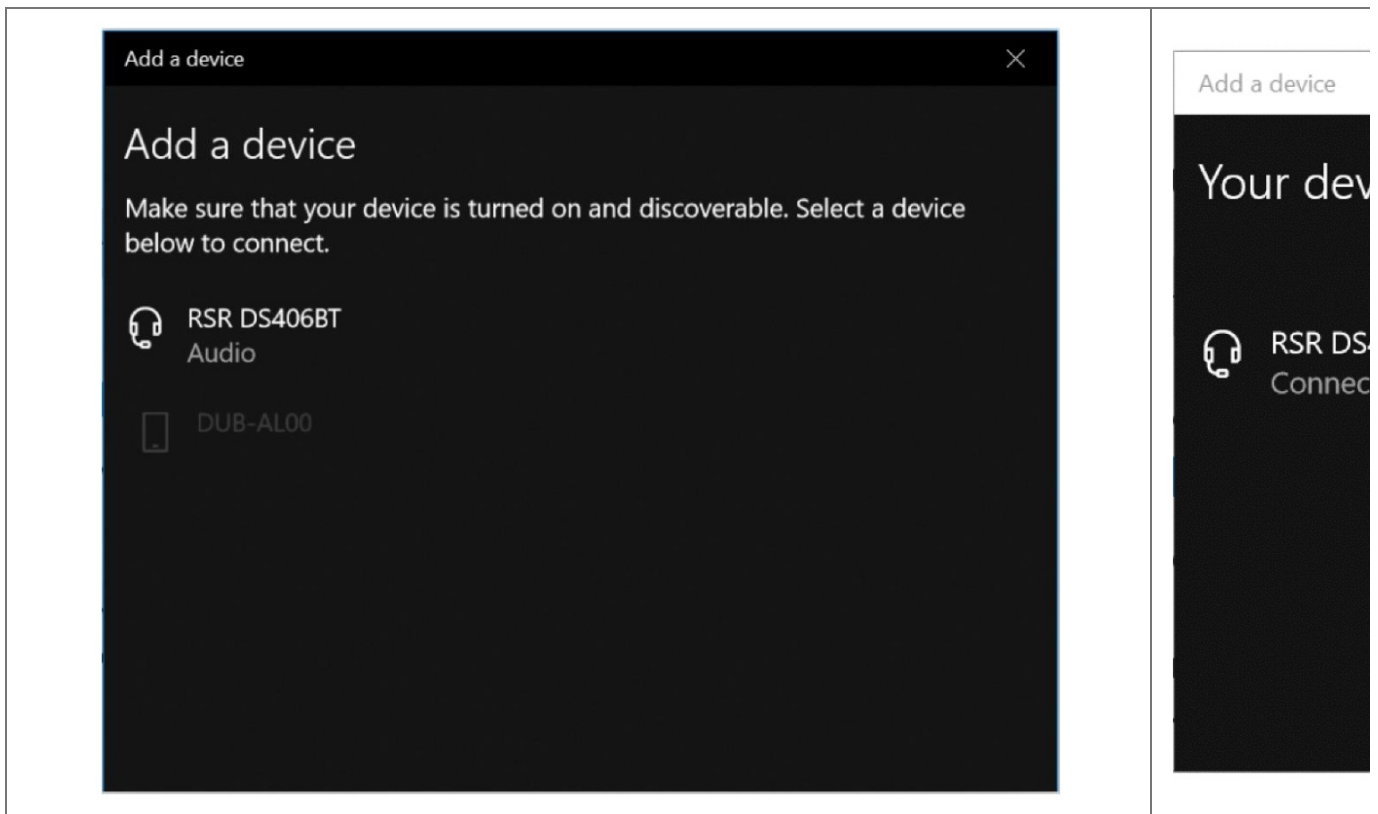 Add a device
Add a device
Make sure that your device is turned on and discoverable. Select a device
below to connect.
RSR DS406BT
Audio
DUB-AL00
Add a device
Your dev
RSR DS4
Connec